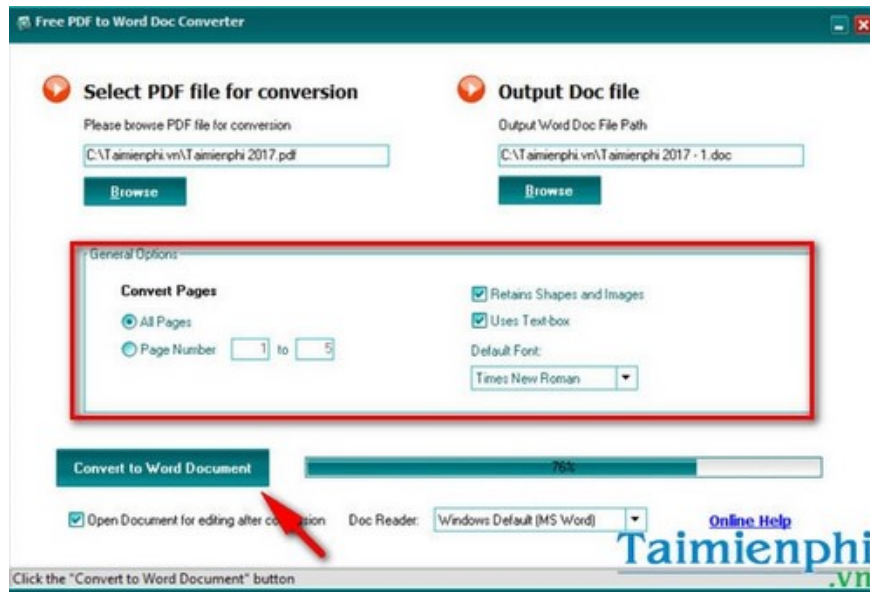 Free PDF to Word Doc Converter
Select PDF file for conversion
Please browse PDF file for conversion
C:\Taimienphi.vn\Taimienphi 2017.pdf
Browse
Output Doc file
Output Word Doc File Path
C:\Taimienphi.vn\Taimienphi 2017 - 1.doc
Browse
General Options
Convert Pages
All Pages
Page Number 1 to 5
Retains Shapes and Images
Uses Text-box
Default Font:
Times New Roman
Convert to Word Document
76%
Open Document for editing after conversion
Doc Reader: Windows Default (MS Word)
Online Help
Taimienphi
.vn
Click the "Convert to Word Document" button